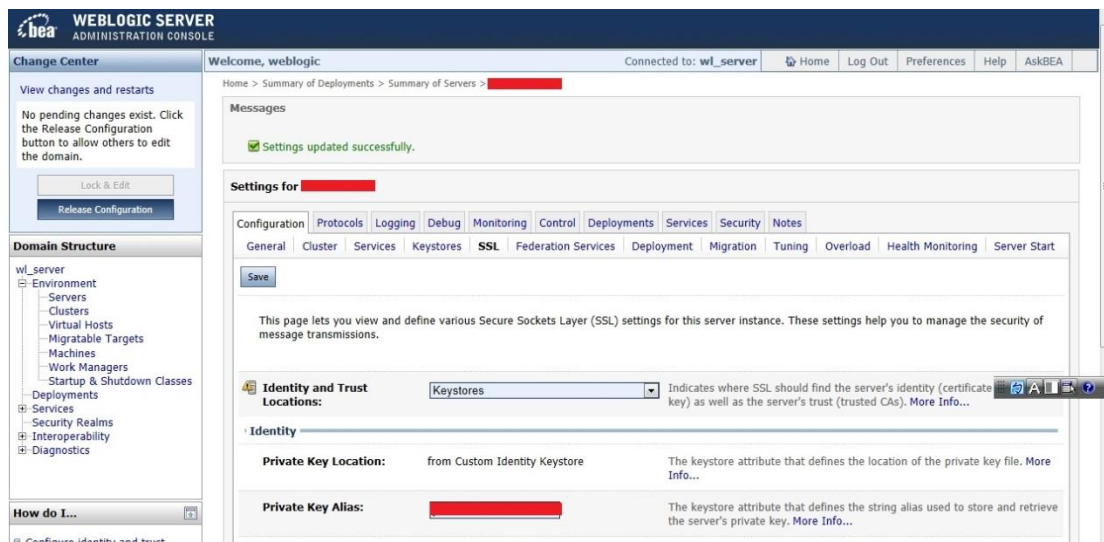 bea
WEBLOGIC SERVER
ADMINISTRATION CONSOLE
Change Center
View changes and restarts
No pending changes exist. Click
the Release Configuration
button to allow others to edit
the domain.
Lock & Edit
Release Configuration
Domain Structure
wl_server
Environment
Servers
Clusters
Virtual Hosts
Migratable Targets
Machines
Work Managers
Startup & Shutdown Classes
Deployments
Services
Security Realms
Interoperability
Diagnostics
How do I...
Configure identity and trust
Welcome, weblogic
Connected to: wl_server
Home
Log Out
Preferences
Help
AskBEA
Home > Summary of Deployments > Summary of Servers >
Messages
Settings updated successfully.
Settings for
Configuration Protocols Logging Debug Monitoring Control Deployments Services Security Notes
General Cluster Services Keystores SSL Federation Services Deployment Migration Tuning Overload Health Monitoring Server Start
Save
This page lets you view and define various Secure Sockets Layer (SSL) settings for this server instance. These settings help you to manage the security of
message transmissions.
Identity and Trust
Locations:
Keystores
Indicates where SSL should find the server's identity (certificate
key) as well as the server's trust (trusted CAs). More Info...
Identity
Private Key Location:
from Custom Identity Keystore
The keystore attribute that defines the location of the private key file. More
Info...
Private Key Alias:
The keystore attribute that defines the string alias used to store and retrieve
the server's private key. More Info...
A